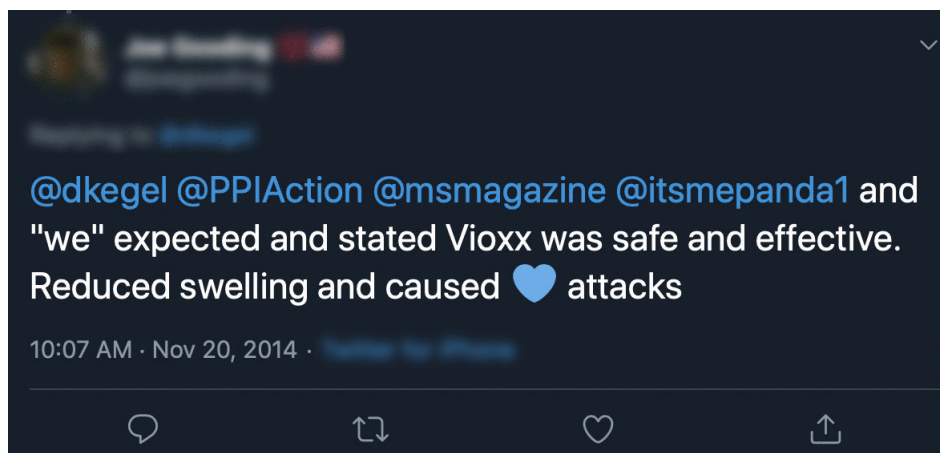 @dkegel @PPIAction @msmagazine @itsmepanda1 and
"we" expected and stated Vioxx was safe and effective.
Reduced swelling and caused 💙 attacks
10:07 AM · Nov 20, 2014 ·